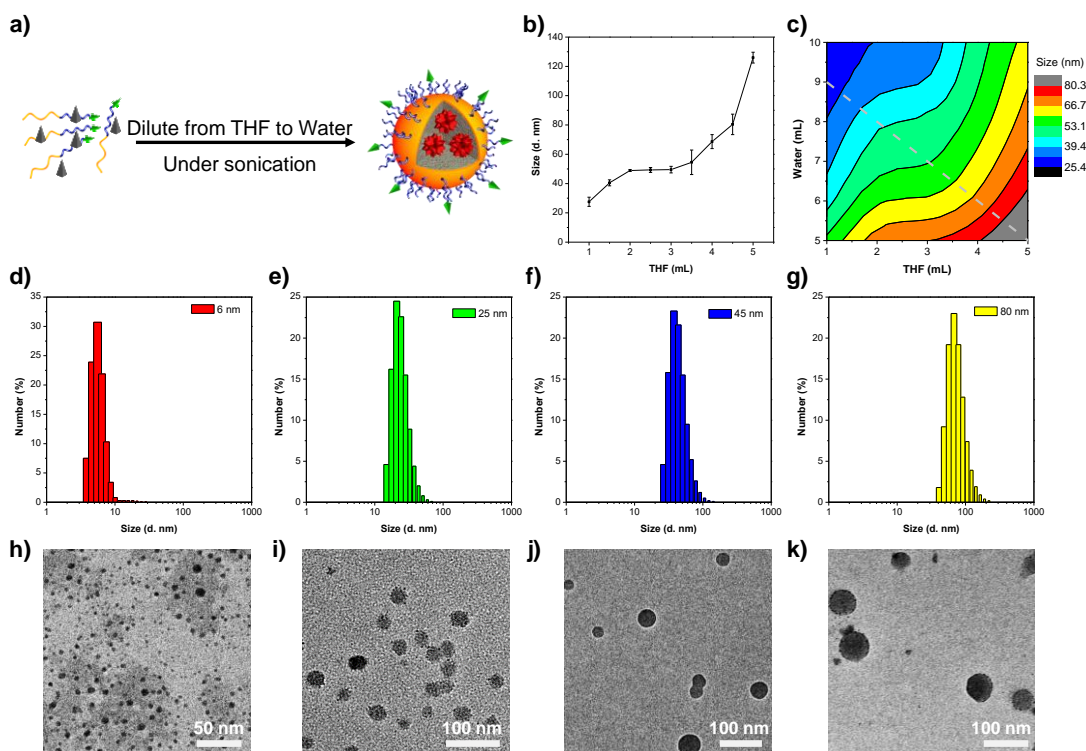 a)
Dilute from THF to Water
Under sonication
b)
Size (d. nm)
140
120
100
80
60
40
20
0
1 2 3 4 5
THF (mL)
c)
Water (mL)
10
9
8
7
6
5
1 2 3 4 5
THF (mL)
Size (nm)
80.3
66.7
53.1
39.4
25.4
d)
Number (%)
35
30
25
20
15
10
5
0
6 nm
1 10 100 1000
Size (d. nm)
e)
Number (%)
25
20
15
10
5
0
25 nm
1 10 100 1000
Size (d. nm)
f)
Number (%)
25
20
15
10
5
0
45 nm
1 10 100 1000
Size (d. nm)
g)
Number (%)
25
20
15
10
5
0
80 nm
1 10 100 1000
Size (d. nm)
h)
50 nm
i)
100 nm
j)
100 nm
k)
100 nm